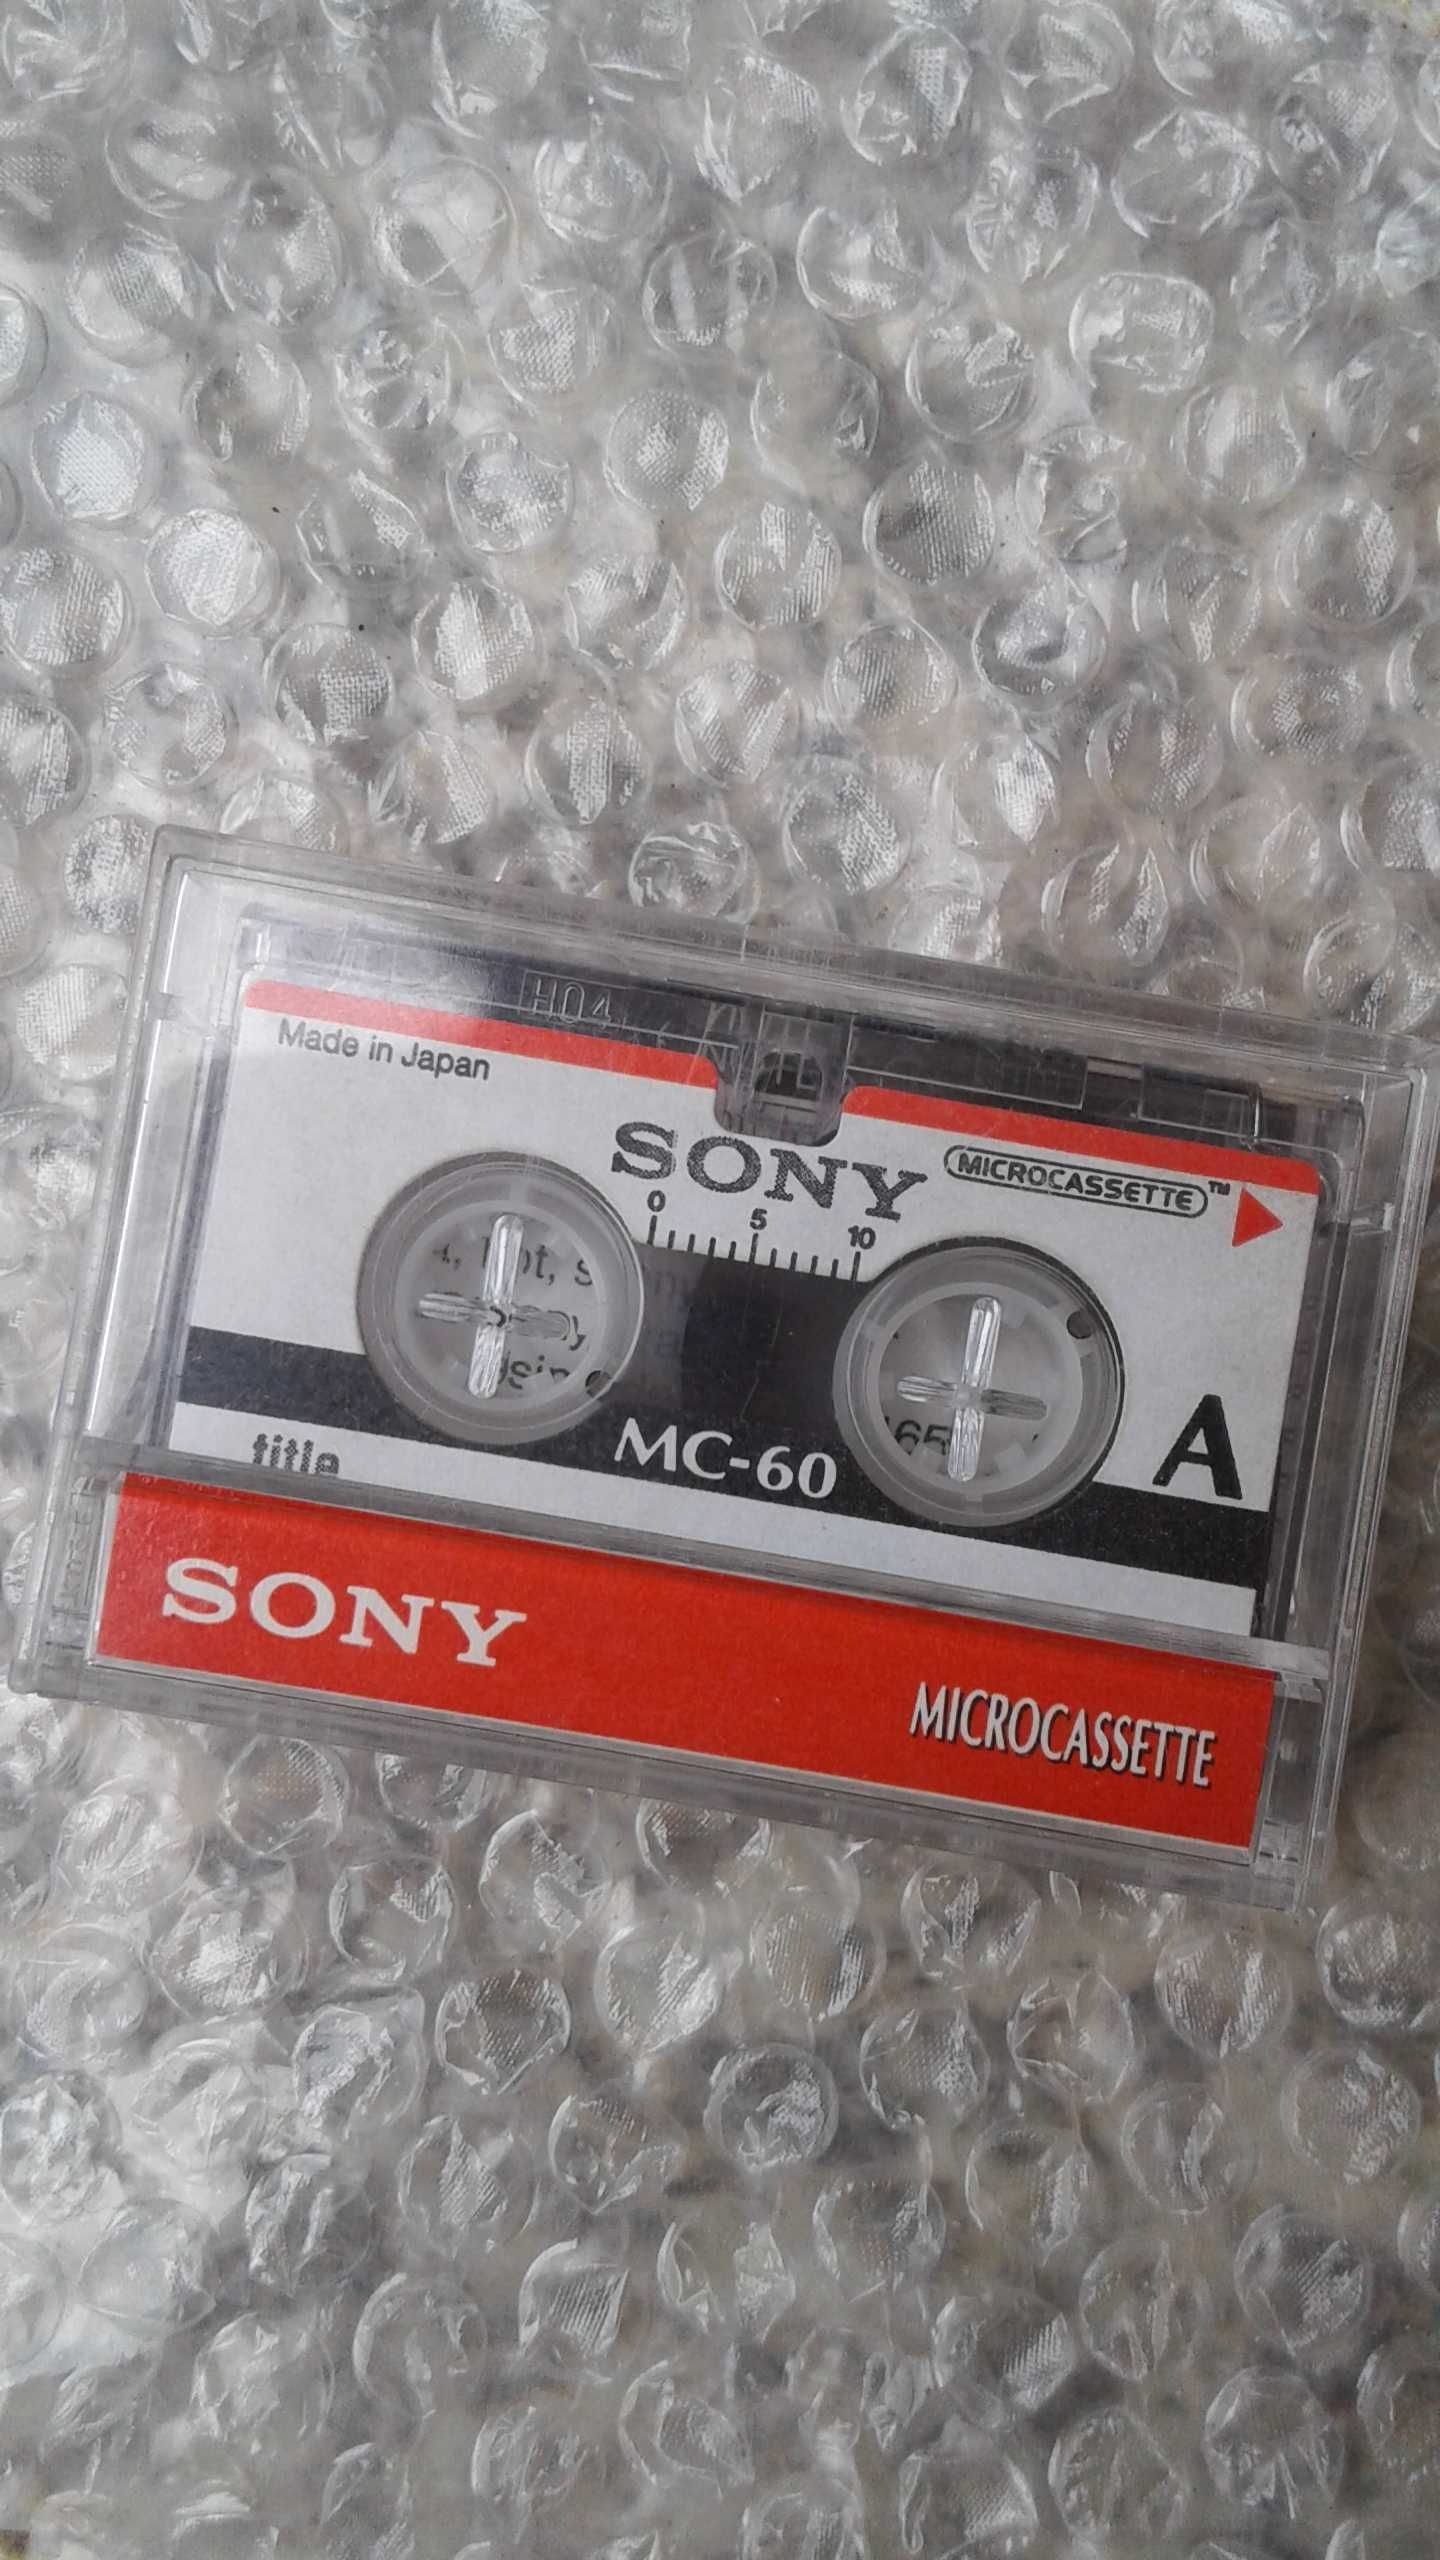 H04
Made in Japan
SONY
MICROCASSETTE™
0 5 10
A
MC-60
title
SONY
MICROCASSETTE